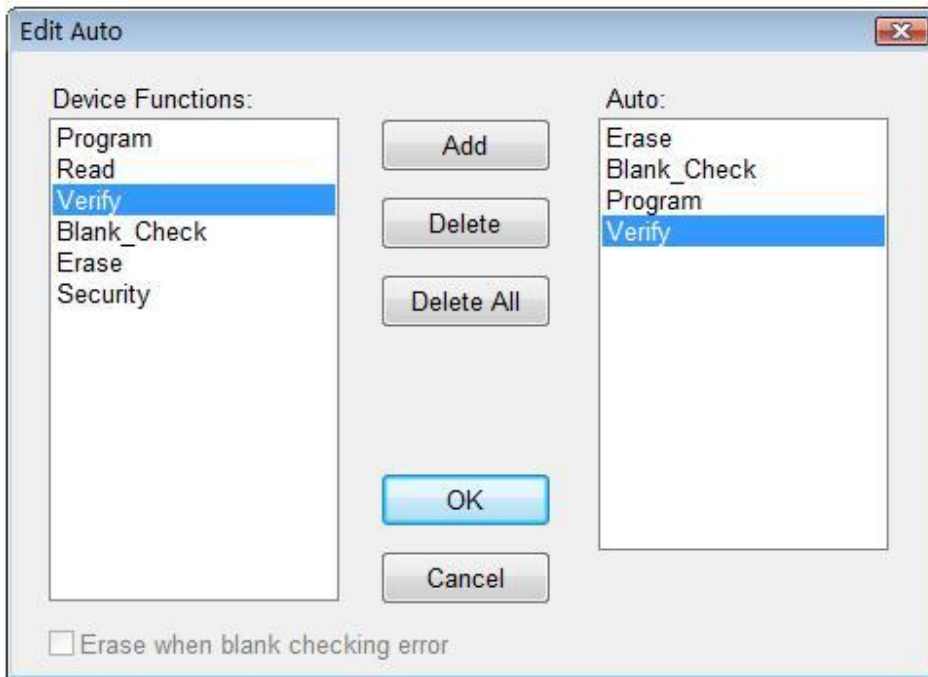 Edit Auto
Device Functions:
Program
Read
Verify
Blank_Check
Erase
Security
Add
Delete
Delete All
OK
Cancel
Auto:
Erase
Blank_Check
Program
Verify
Erase when blank checking error